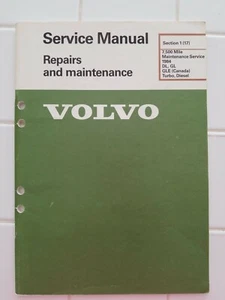 Service Manual
Repairs
and maintenance
Section 1 (17)
7,500 Mile
Maintenance Service
1984
DL, GL
GLE (Canada)
Turbo, Diesel
VOLVO